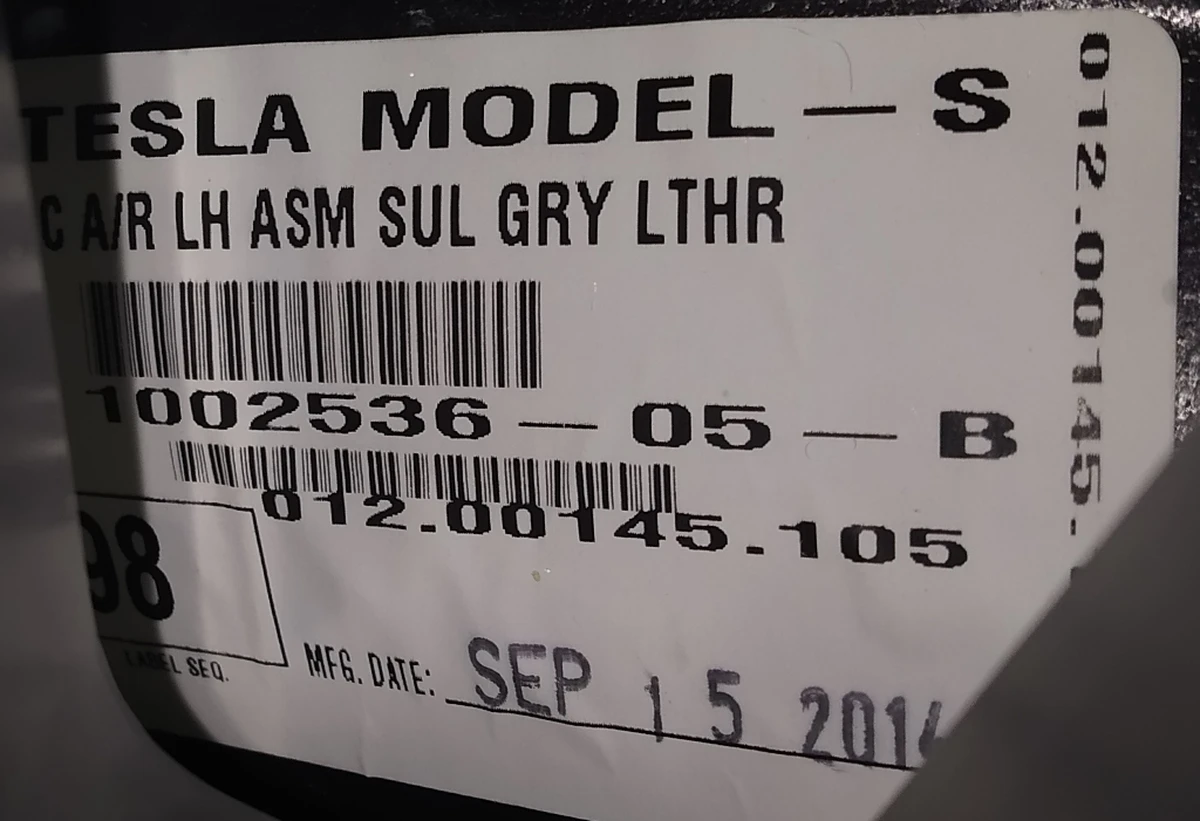 TESLA MODEL — S
C A/R LH ASM SUL GRY LTHR
1002536 — 05 — B
012.00145.105
98
LABEL SEQ.
MFG. DATE: SEP 15
012.00145.